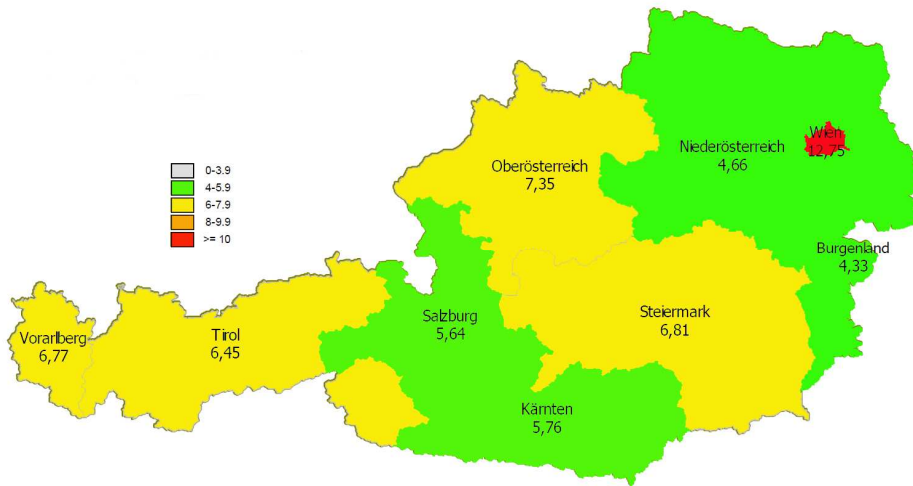 Wien
12,75
Niederösterreich
4,66
Oberösterreich
7,35
0-3.9
4-5.9
6-7.9
8-9.9
>= 10
Burgenland
4,33
Steiermark
6,81
Salzburg
5,64
Tirol
6,45
Vorarlberg
6,77
Kärnten
5,76